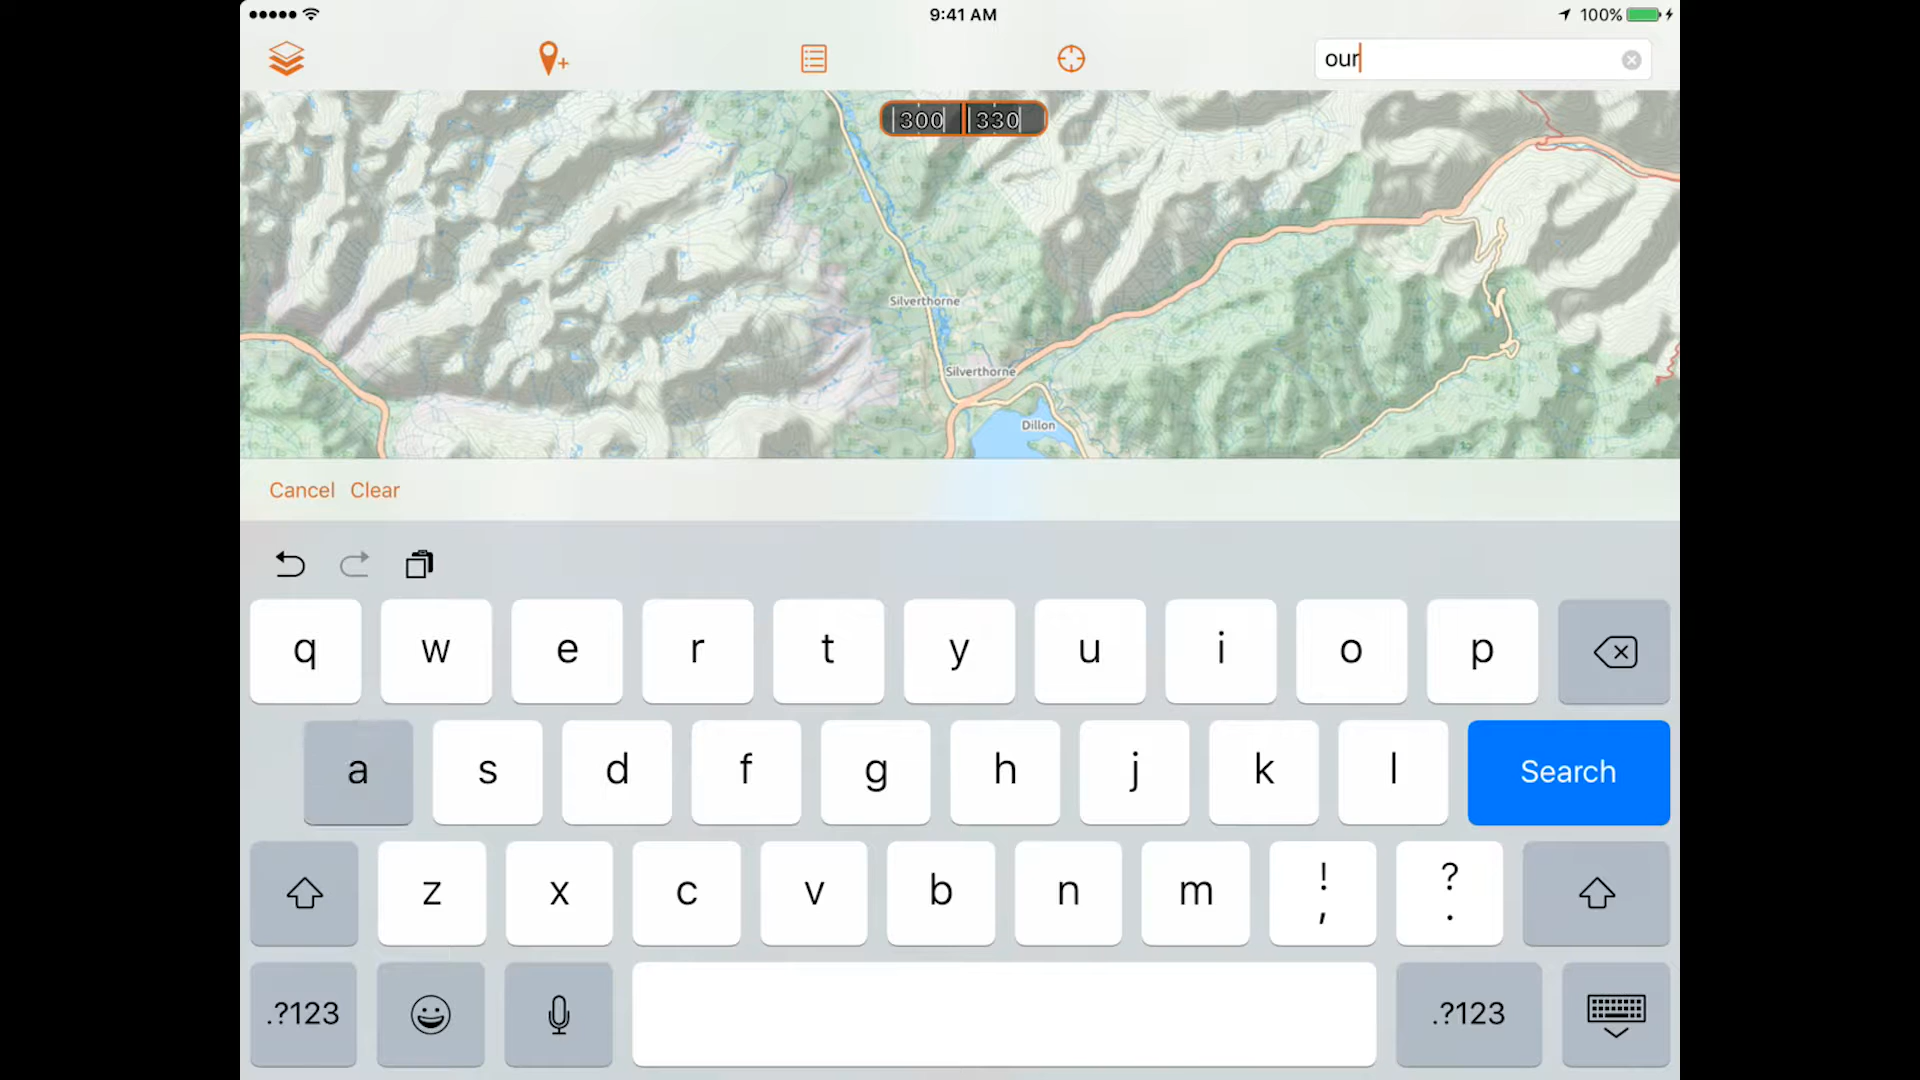 9:41 AM
100%
our
300 330
Silverthorne
Silverthorne
Dillon
Cancel Clear
q w e r t y u i o p
a s d f g h j k l Search
z x c v b n m ! , ? .
.?123 .?123